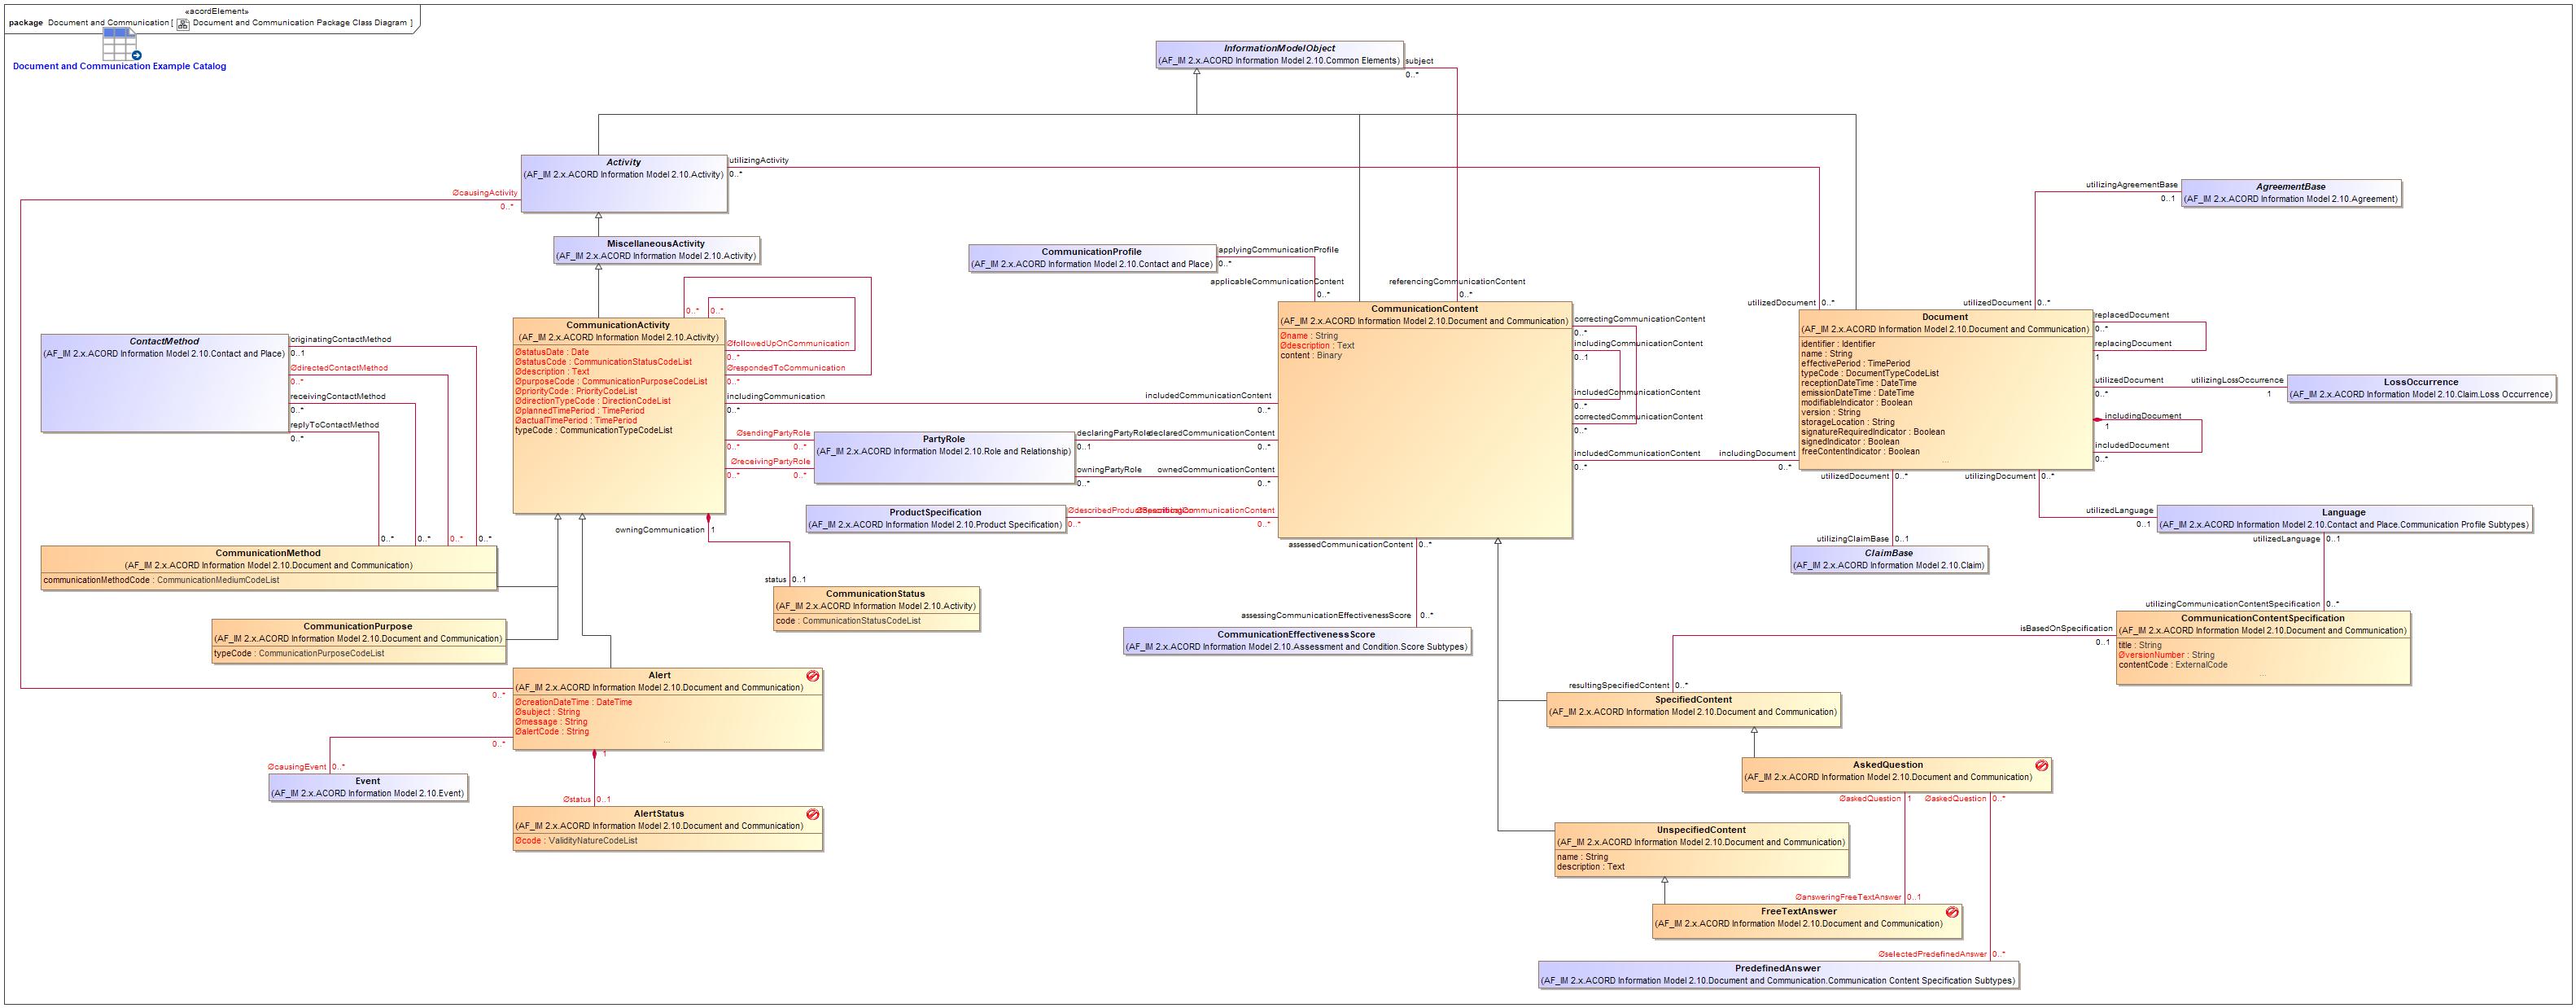 «acordElement»
package Document and Communication [ Document and Communication Package Class Diagram ]
Document and Communication Example Catalog
InformationModelObject
(AF_IM 2.x.ACORD Information Model 2.10.Common Elements)
subject
0..*
Activity
(AF_IM 2.x.ACORD Information Model 2.10.Activity)
utilizingActivity
0..*
ØcausingActivity
0..*
AgreementBase
(AF_IM 2.x.ACORD Information Model 2.10.Agreement)
utilizingAgreementBase
0..1
MiscellaneousActivity
(AF_IM 2.x.ACORD Information Model 2.10.Activity)
CommunicationProfile
(AF_IM 2.x.ACORD Information Model 2.10.Contact and Place)
applyingCommunicationProfile
0..*
applicableCommunicationContent
0..*
referencingCommunicationContent
0..*
utilizedDocument
0..*
utilizedDocument
0..*
CommunicationActivity
(AF_IM 2.x.ACORD Information Model 2.10.Activity)
ØstatusDate : Date
ØstatusCode : CommunicationStatusCodeList
Ødescription : Text
ØpurposeCode : CommunicationPurposeCodeList
ØpriorityCode : PriorityCodeList
ØdirectionTypeCode : DirectionCodeList
ØplannedTimePeriod : TimePeriod
ØactualTimePeriod : TimePeriod
typeCode : CommunicationTypeCodeList
0..*
0..*
ØfollowedUpOnCommunication
0..*
ØrespondedToCommunication
0..*
includingCommunication
0..*
includedCommunicationContent
0..*
ØsendingPartyRole
0..*
0..*
ØreceivingPartyRole
0..*
0..*
PartyRole
(AF_IM 2.x.ACORD Information Model 2.10.Role and Relationship)
declaringPartyRole
0..1
declaredCommunicationContent
0..*
owningPartyRole
0..*
ownedCommunicationContent
0..*
ProductSpecification
(AF_IM 2.x.ACORD Information Model 2.10.Product Specification)
0..*
0..*
CommunicationContent
(AF_IM 2.x.ACORD Information Model 2.10.Document and Communication)
Øname : String
Ødescription : Text
content : Binary
correctingCommunicationContent
0..*
includingCommunicationContent
0..1
includedCommunicationContent
0..*
correctedCommunicationContent
0..*
includedCommunicationContent
0..*
includingDocument
0..*
Document
(AF_IM 2.x.ACORD Information Model 2.10.Document and Communication)
identifier : Identifier
name : String
effectivePeriod : TimePeriod
typeCode : DocumentTypeCodeList
receptionDateTime : DateTime
emissionDateTime : DateTime
modifiableIndicator : Boolean
version : String
storageLocation : String
signatureRequiredIndicator : Boolean
signedIndicator : Boolean
freeContentIndicator : Boolean
...
replacedDocument
0..*
replacingDocument
1
utilizedDocument
0..*
utilizingLossOccurrence
1
LossOccurrence
(AF_IM 2.x.ACORD Information Model 2.10.Claim.Loss Occurrence)
includingDocument
1
includedDocument
0..*
utilizedDocument
0..*
utilizingDocument
0..*
utilizingClaimBase
0..1
ClaimBase
(AF_IM 2.x.ACORD Information Model 2.10.Claim)
utilizedLanguage
0..1
Language
(AF_IM 2.x.ACORD Information Model 2.10.Contact and Place.Communication Profile Subtypes)
utilizedLanguage
0..1
utilizingCommunicationContentSpecification
0..*
CommunicationContentSpecification
(AF_IM 2.x.ACORD Information Model 2.10.Document and Communication)
title : String
ØversionNumber : String
contentCode : ExternalCode
...
isBasedOnSpecification
0..1
ContactMethod
(AF_IM 2.x.ACORD Information Model 2.10.Contact and Place)
originatingContactMethod
0..1
ØdirectedContactMethod
0..*
receivingContactMethod
0..*
replyToContactMethod
0..*
0..*
0..*
0..*
0..*
CommunicationMethod
(AF_IM 2.x.ACORD Information Model 2.10.Document and Communication)
communicationMethodCode : CommunicationMediumCodeList
CommunicationPurpose
(AF_IM 2.x.ACORD Information Model 2.10.Document and Communication)
typeCode : CommunicationPurposeCodeList
owningCommunication
1
status
0..1
CommunicationStatus
(AF_IM 2.x.ACORD Information Model 2.10.Activity)
code : CommunicationStatusCodeList
assessedCommunicationContent
0..*
assessingCommunicationEffectivenessScore
0..*
CommunicationEffectivenessScore
(AF_IM 2.x.ACORD Information Model 2.10.Assessment and Condition.Score Subtypes)
Alert
(AF_IM 2.x.ACORD Information Model 2.10.Document and Communication)
ØcreationDateTime : DateTime
Øsubject : String
Ømessage : String
ØalertCode : String
...
0..*
0..*
ØcausingEvent
0..*
Event
(AF_IM 2.x.ACORD Information Model 2.10.Event)
1
Østatus
0..1
AlertStatus
(AF_IM 2.x.ACORD Information Model 2.10.Document and Communication)
Øcode : ValidityNatureCodeList
resultingSpecifiedContent
0..*
SpecifiedContent
(AF_IM 2.x.ACORD Information Model 2.10.Document and Communication)
AskedQuestion
(AF_IM 2.x.ACORD Information Model 2.10.Document and Communication)
ØaskedQuestion
1
ØaskedQuestion
0..*
UnspecifiedContent
(AF_IM 2.x.ACORD Information Model 2.10.Document and Communication)
name : String
description : Text
ØansweringFreeTextAnswer
0..1
FreeTextAnswer
(AF_IM 2.x.ACORD Information Model 2.10.Document and Communication)
ØselectedPredefinedAnswer
0..*
PredefinedAnswer
(AF_IM 2.x.ACORD Information Model 2.10.Document and Communication.Communication Content Specification Subtypes)